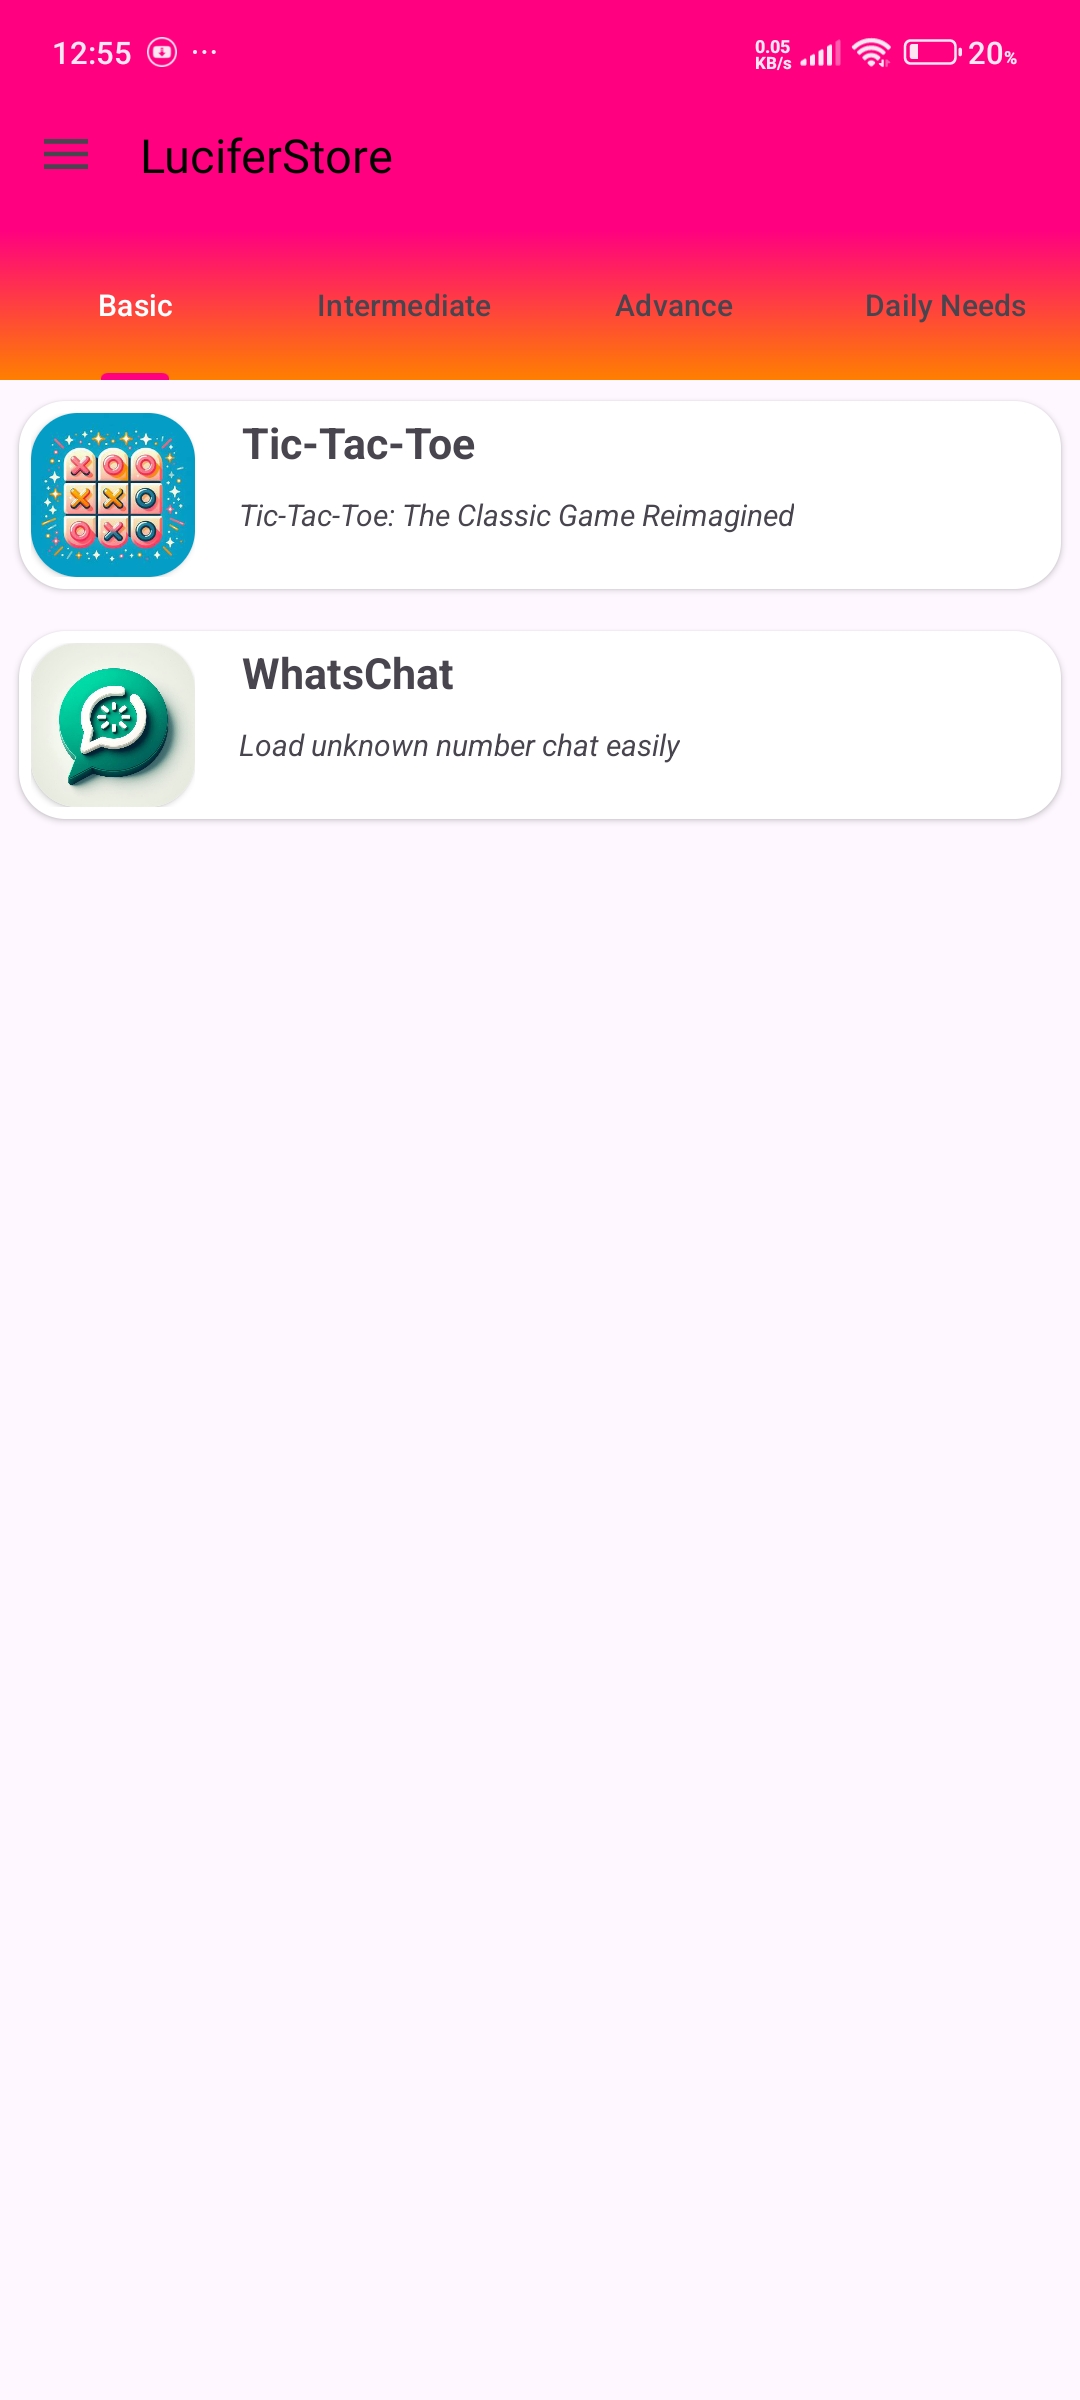 12:55 ... 0.05 KB/s 20%
LuciferStore
Basic Intermediate Advance Daily Needs
Tic-Tac-Toe
Tic-Tac-Toe: The Classic Game Reimagined
WhatsChat
Load unknown number chat easily